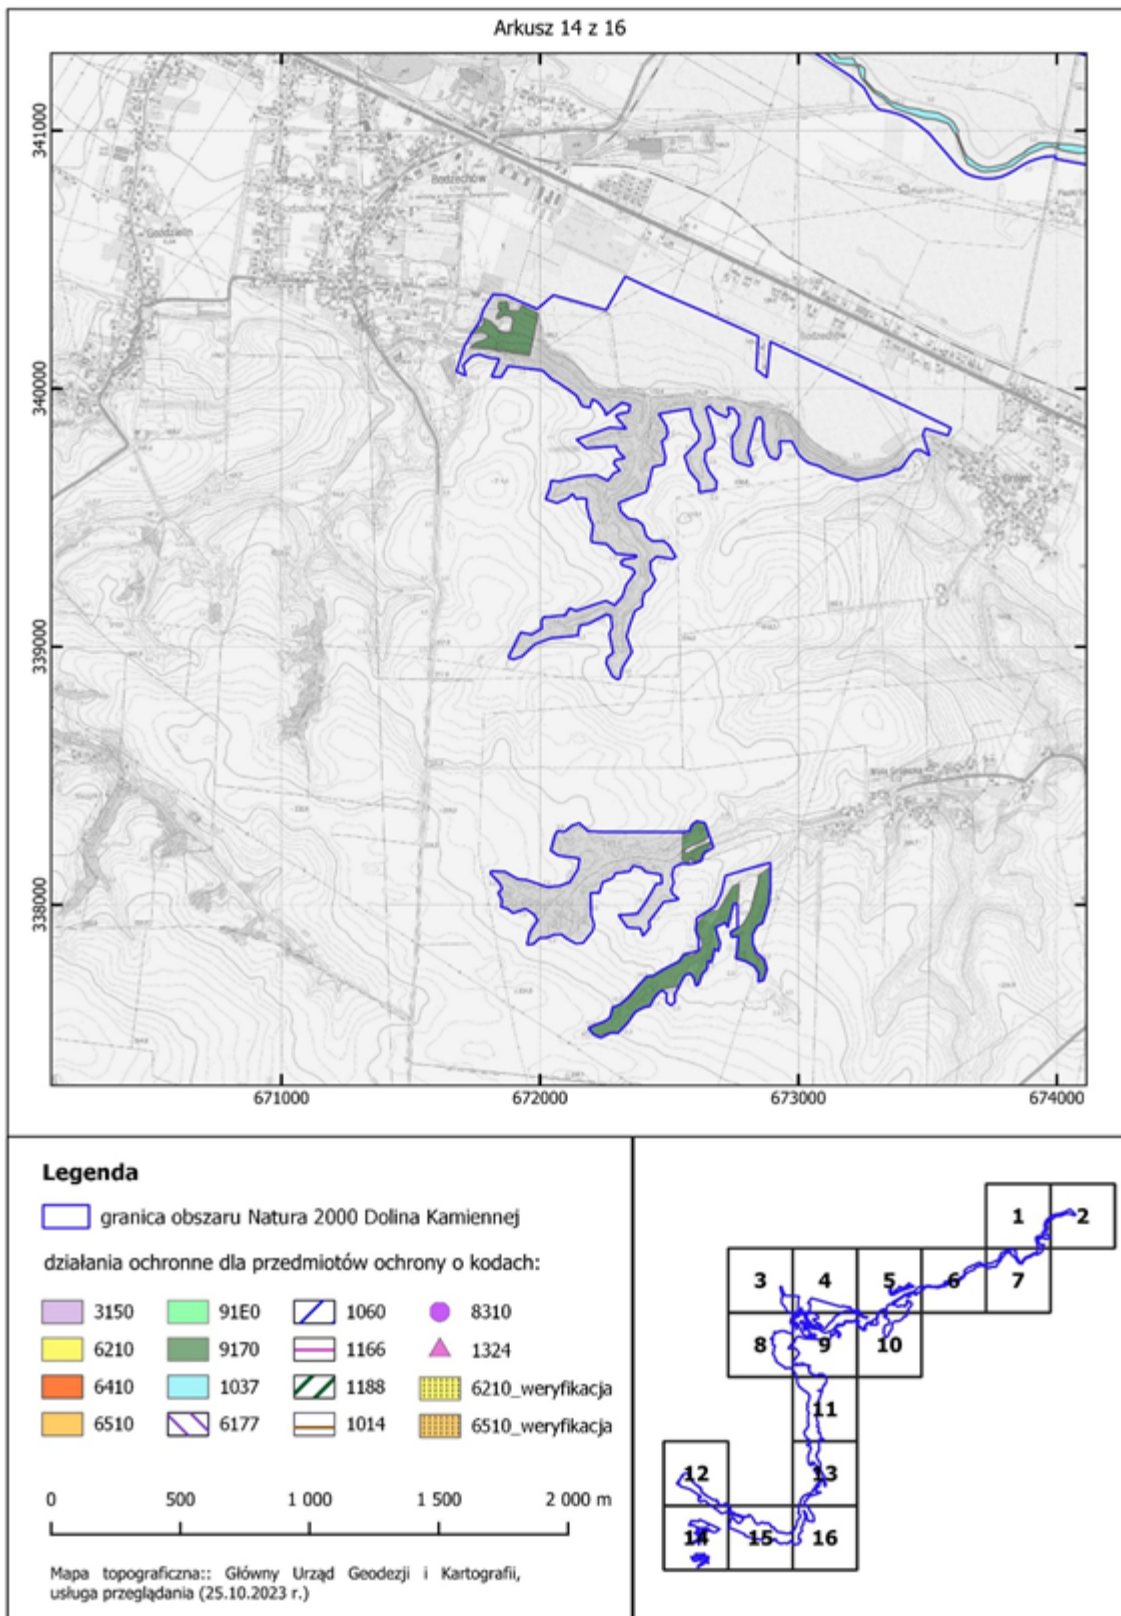 Arkusz 14 z 16
341000
340000
339000
338000
Bodzechów
671000
672000
673000
674000
Legenda
granica obszaru Natura 2000 Dolina Kamiennej
działania ochronne dla przedmiotów ochrony o kodach:
3150
91E0
1060
8310
6210
9170
1166
1324
6410
1037
1188
6210_weryfikacja
6510
6177
1014
6510_weryfikacja
0 500 1 000 1 500 2 000 m
Mapa topograficzna:: Główny Urząd Geodezji i Kartografii,
usługa przeglądania (25.10.2023 r.)
1 2
3 4 5 6 7
8 9 10
11
12 13
14 15 16